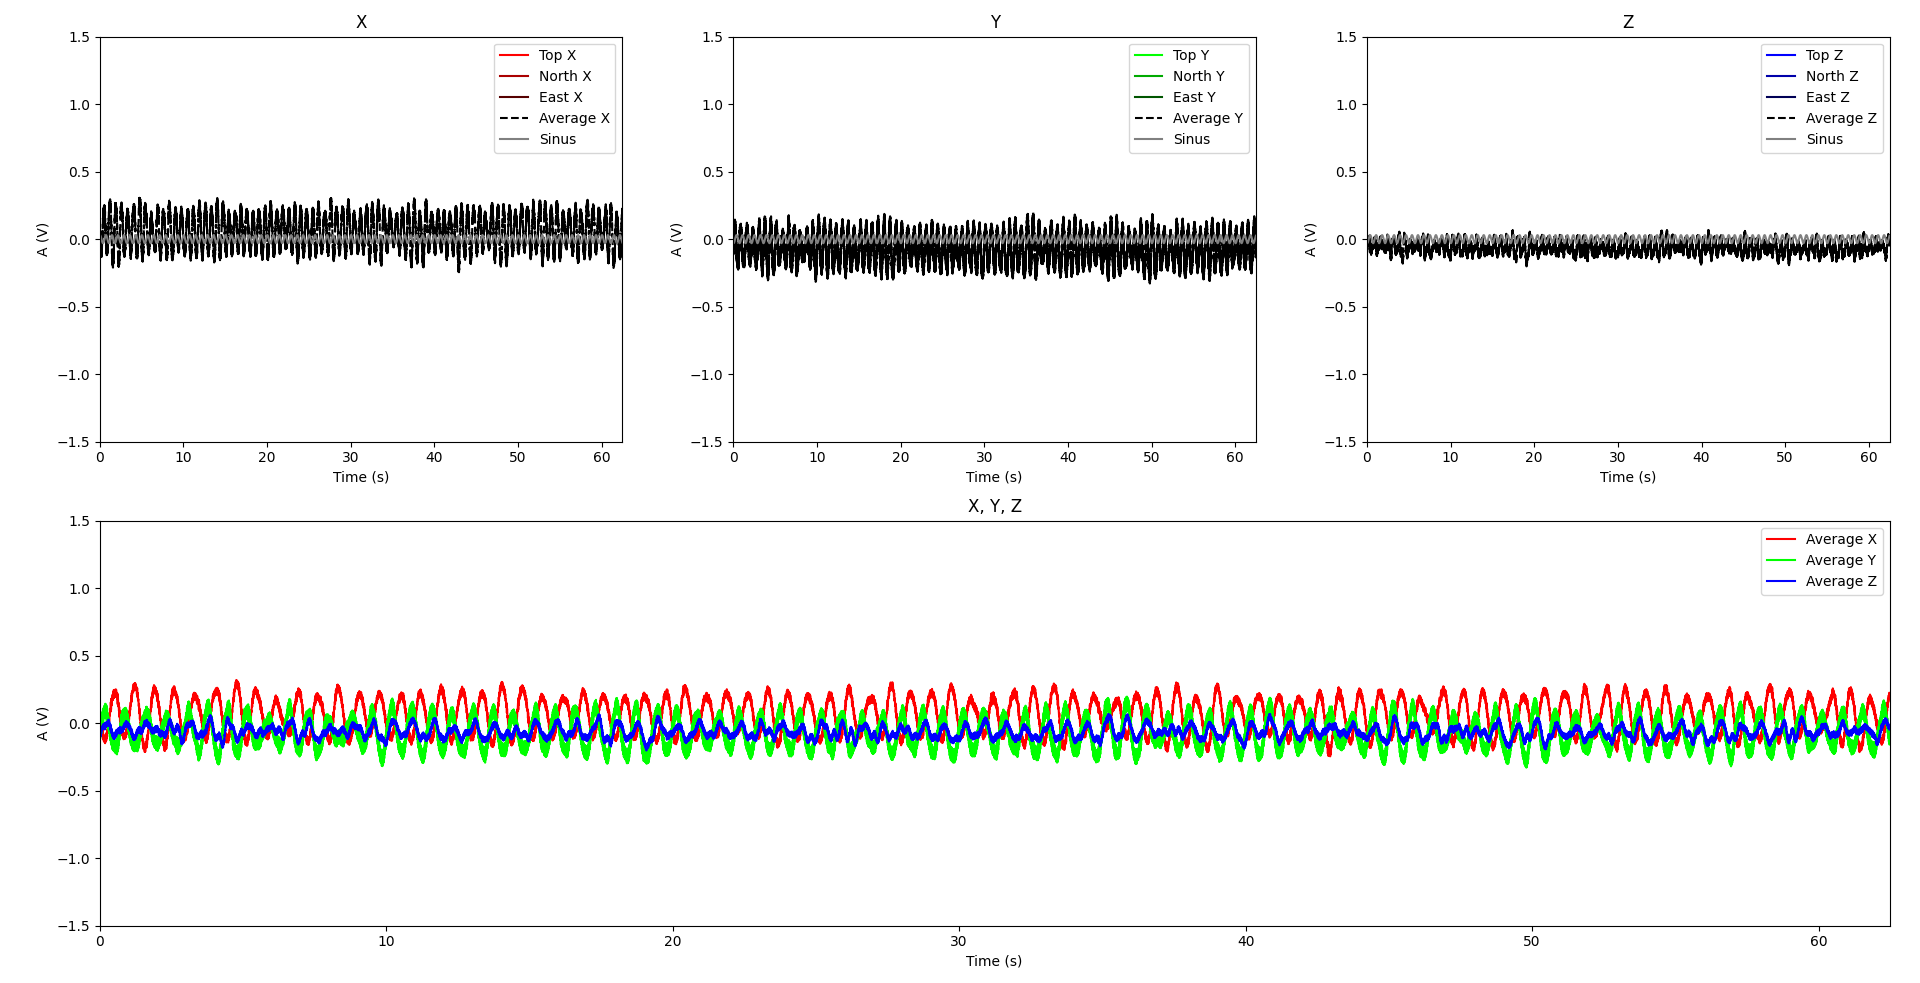 X
1.5
1.0
0.5
0.0
−0.5
−1.0
−1.5
A (V)
0 10 20 30 40 50 60
Time (s)
Top X
North X
East X
Average X
Sinus
Y
1.5
1.0
0.5
0.0
−0.5
−1.0
−1.5
A (V)
0 10 20 30 40 50 60
Time (s)
Top Y
North Y
East Y
Average Y
Sinus
Z
1.5
1.0
0.5
0.0
−0.5
−1.0
−1.5
A (V)
0 10 20 30 40 50 60
Time (s)
Top Z
North Z
East Z
Average Z
Sinus
X, Y, Z
1.5
1.0
0.5
0.0
−0.5
−1.0
−1.5
A (V)
0 10 20 30 40 50 60
Time (s)
Average X
Average Y
Average Z